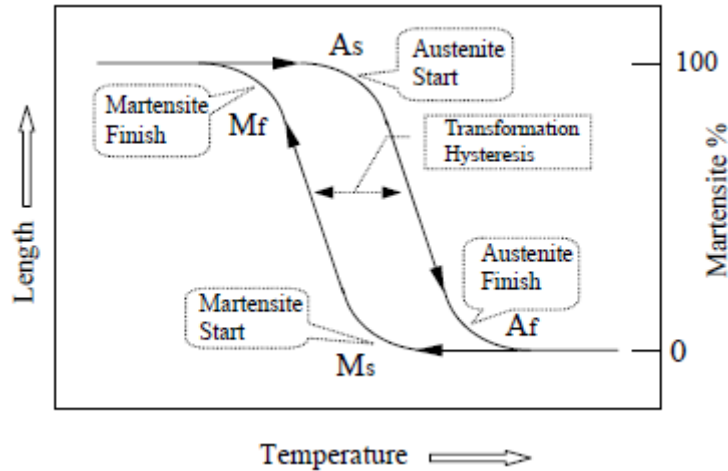 As
Austenite
Start
100
Martensite
Finish
Mf
Transformation
Hysteresis
Length
Martensite %
Austenite
Finish
Martensite
Start
Af
Ms
0
Temperature